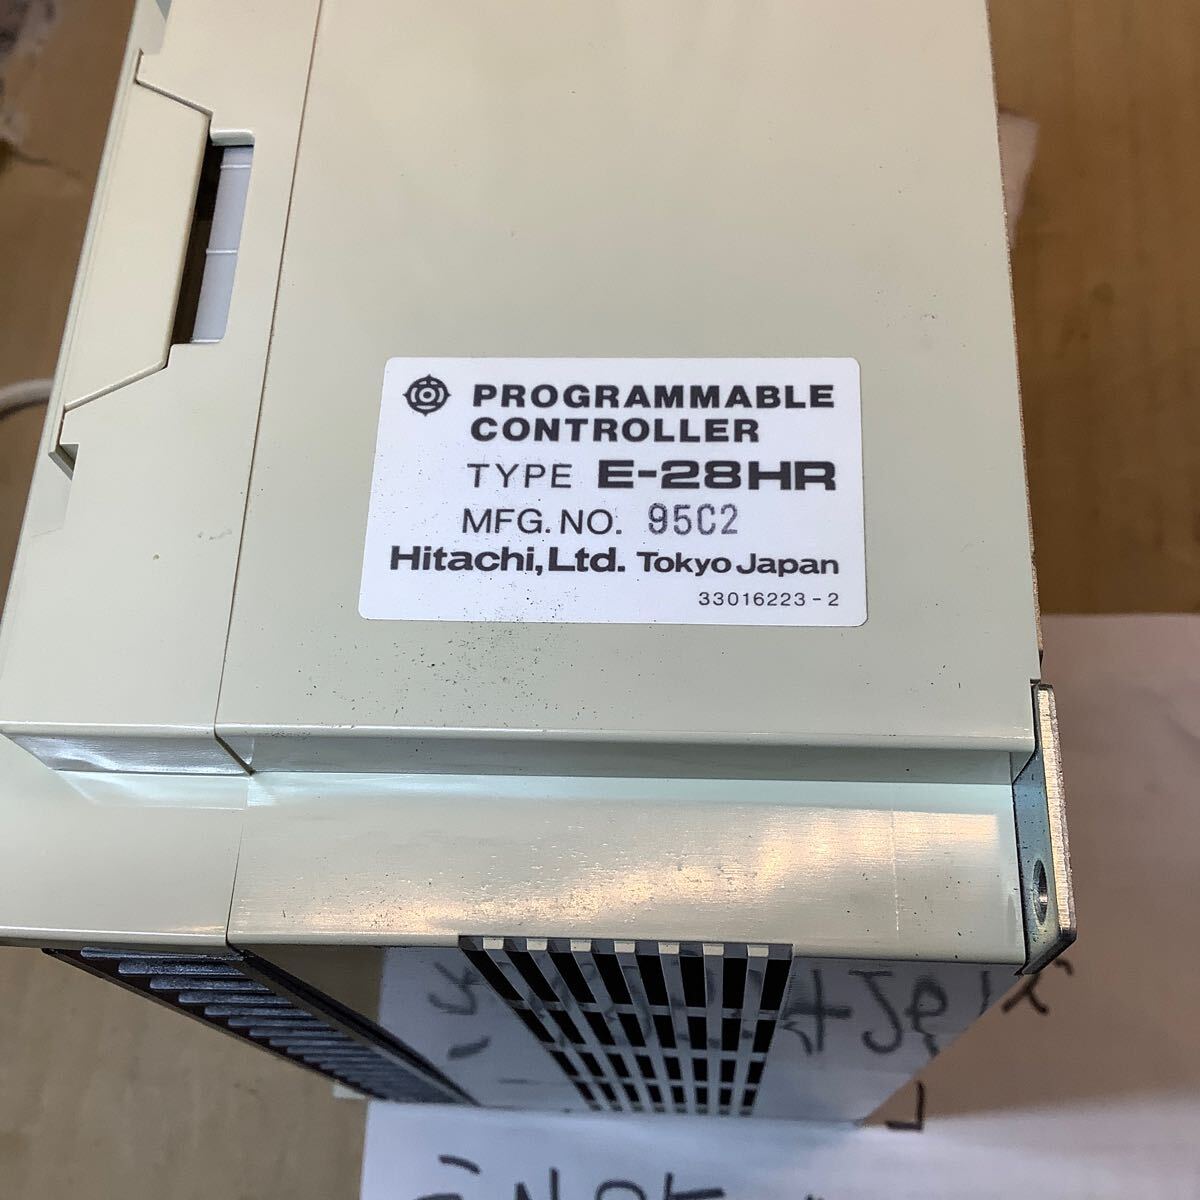 PROGRAMMABLE
CONTROLLER
TYPE E-28HR
MFG. NO. 95C2
Hitachi, Ltd. Tokyo Japan
33016223-2